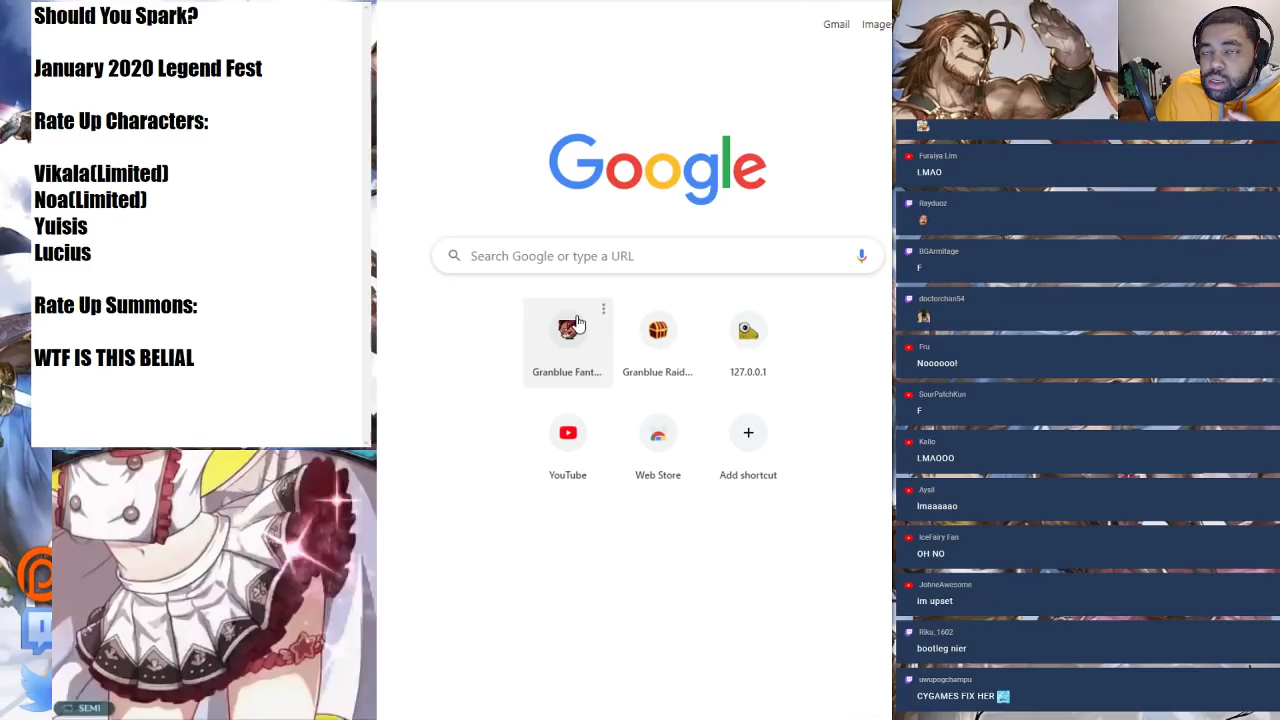 Should You Spark?
January 2020 Legend Fest
Rate Up Characters:
Vikala(Limited)
Noa(Limited)
Yuisis
Lucius
Rate Up Summons:
WTF IS THIS BELIAL
SEMI
Gmail
Image
Google
Search Google or type a URL
Granblue Fant...
Granblue Raid...
127.0.0.1
YouTube
Web Store
Add shortcut
Furaiya Lim
LMAO
Rayduoz
BGArmitage
F
doctorchan54
Fru
Noooooo!
SourPatchKun
F
Kello
LMAOOO
Aysil
lmaaaaao
IceFairy Fan
OH NO
JohneAwesome
im upset
Riku_1602
bootleg nier
uwupogchampu
CYGAMES FIX HER